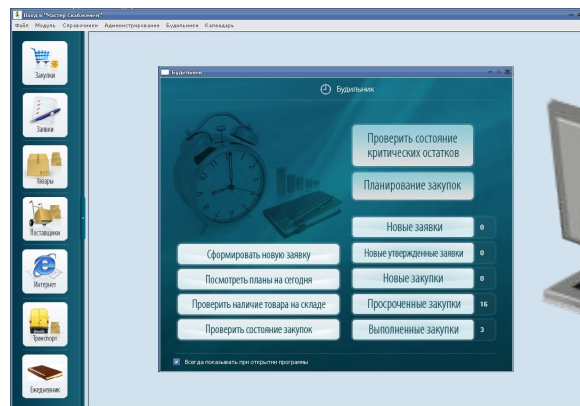 Вход в "Мастер Снабжения"
Файл Модуль Справочники Администрирование Будильники Календарь
Закупки
Заявки
Товары
Поставщики
Интернет
Транспорт
Ежедневник
Будильник
Будильник
Проверить состояние
критических остатков
Планирование закупок
Новые заявки 0
Новые утвержденные заявки 0
Новые закупки 0
Просроченные закупки 16
Выполненные закупки 3
Сформировать новую заявку
Посмотреть планы на сегодня
Проверить наличие товара на складе
Проверить состояние закупок
Всегда показывать при открытии программы